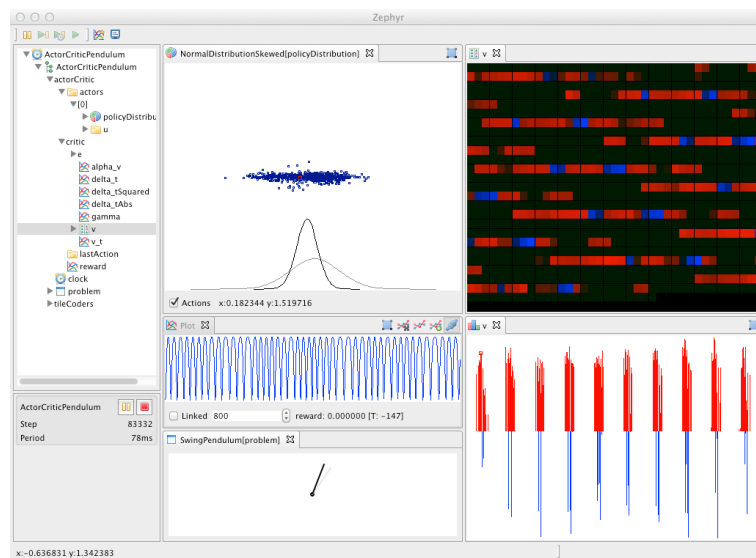 Zephyr
ActorCriticPendulum
ActorCriticPendulum
actorCritic
actors
[0]
policyDistribu
u
critic
e
alpha_v
delta_t
delta_tSquared
delta_tAbs
gamma
v
v_t
lastAction
reward
clock
problem
tileCoders
ActorCriticPendulum
Step 83332
Period 78ms
NormalDistributionSkewed[policyDistribution]
Actions x:0.182344 y:1.519716
Plot
Linked 800 reward: 0.000000 [T: -147]
SwingPendulum[problem]
v
v
x:-0.636831 y:1.342383